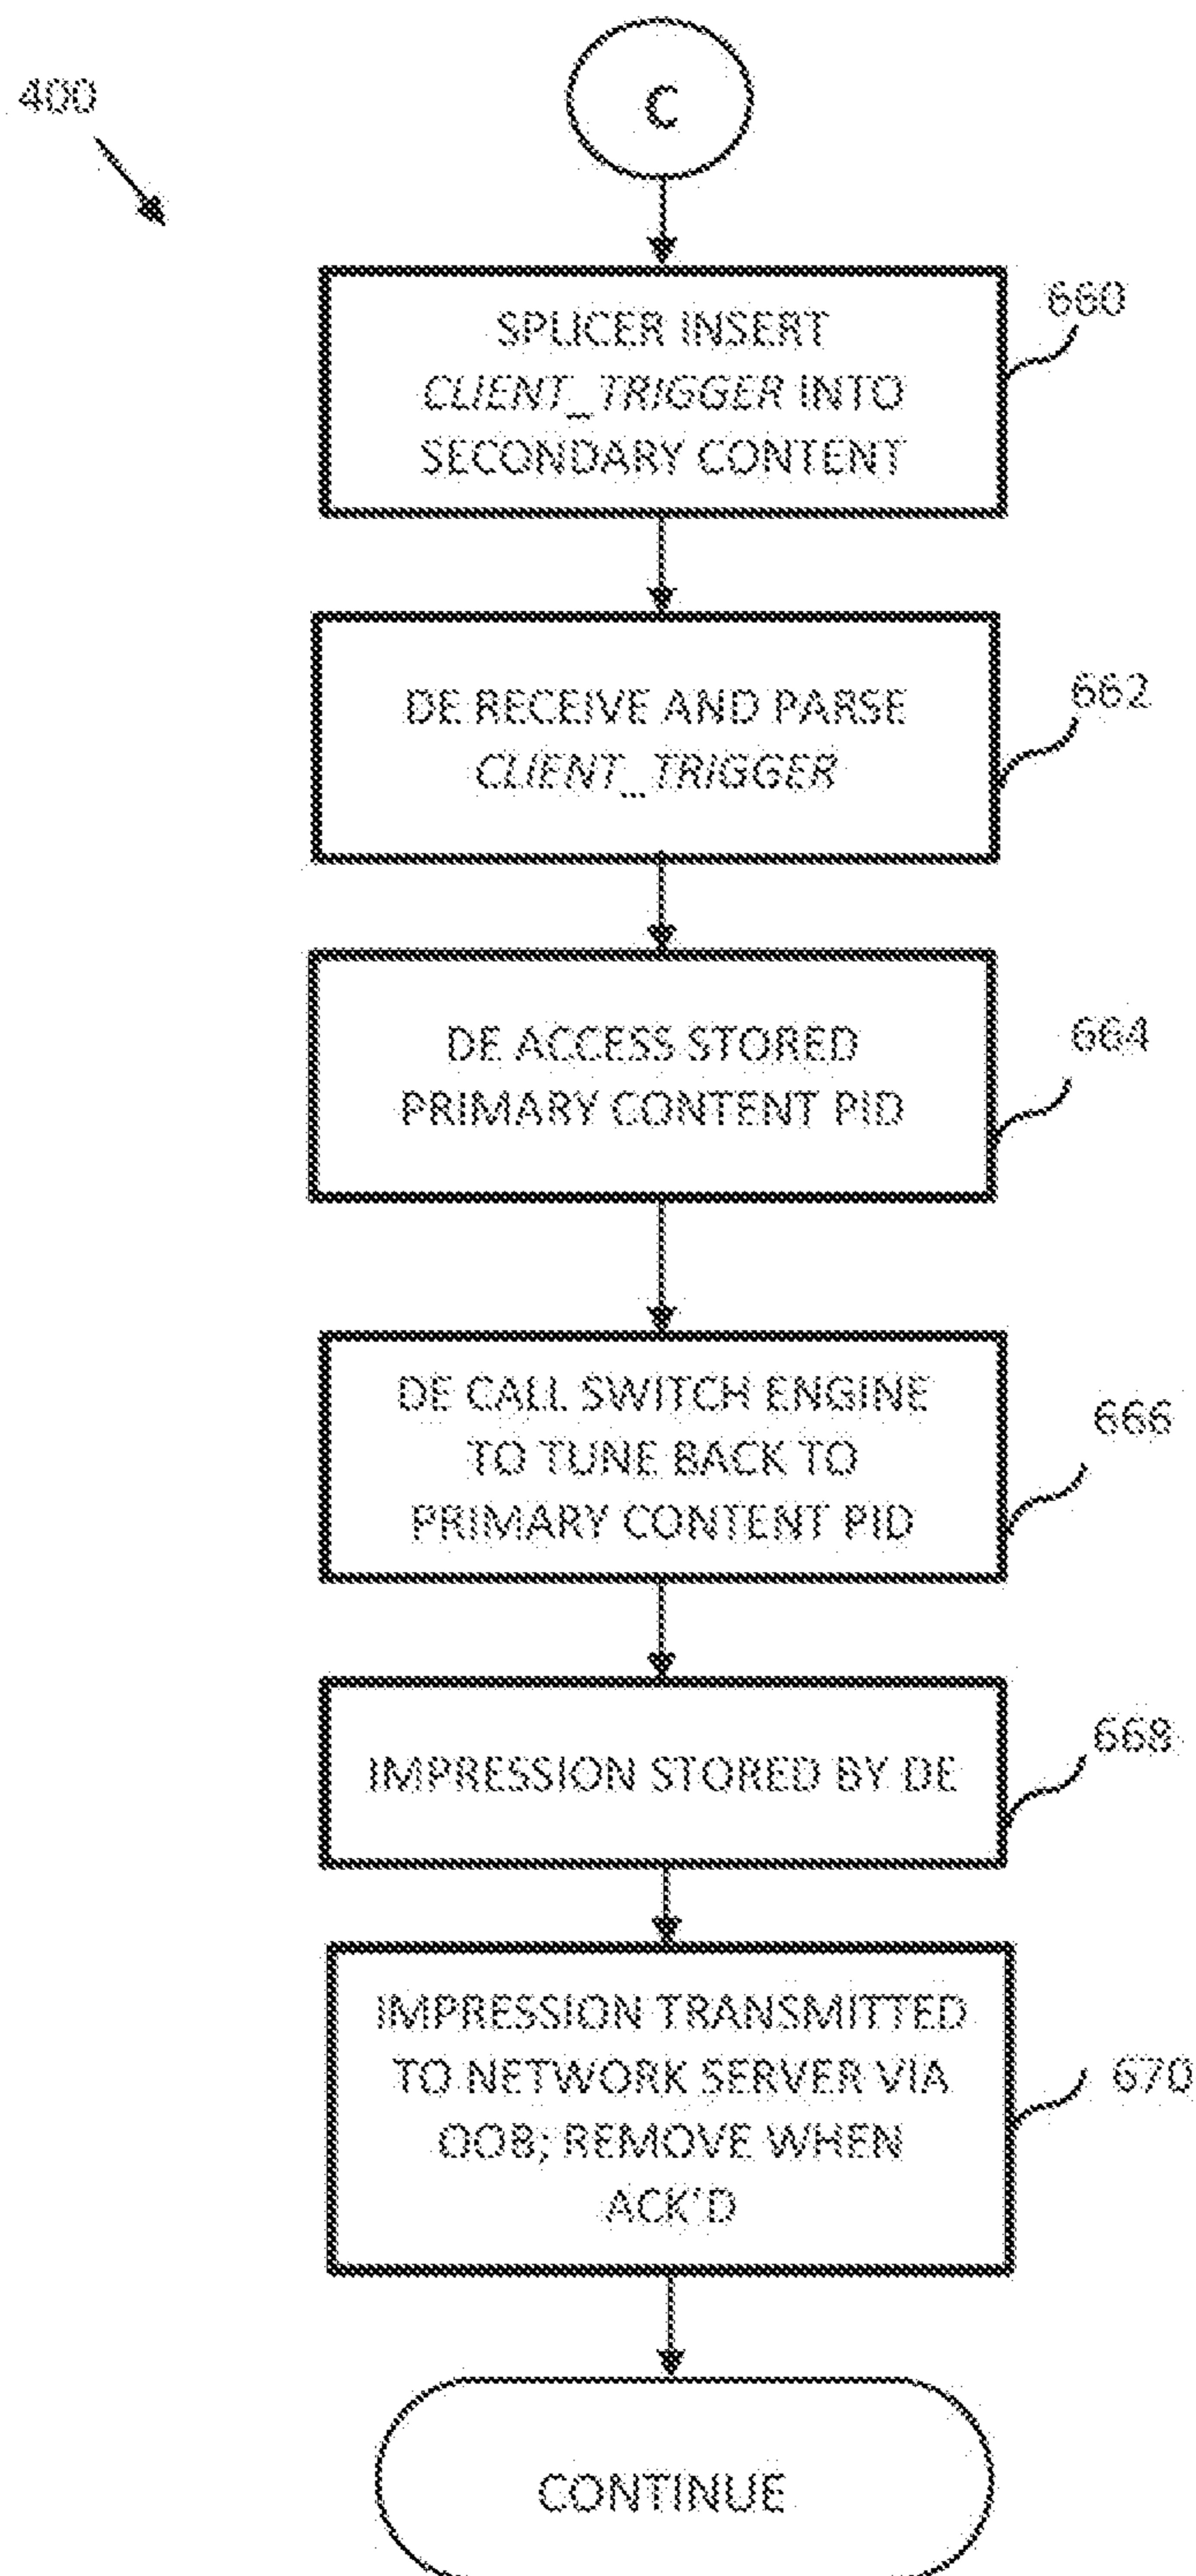 400
C
SPLICER INSERT
CLIENT_TRIGGER INTO
SECONDARY CONTENT
660
DE RECEIVE AND PARSE
CLIENT_TRIGGER
662
DE ACCESS STORED
PRIMARY CONTENT PID
664
DE CALL SWITCH ENGINE
TO TUNE BACK TO
PRIMARY CONTENT PID
666
IMPRESSION STORED BY DE
668
IMPRESSION TRANSMITTED
TO NETWORK SERVER VIA
OOB; REMOVE WHEN
ACK'D
670
CONTINUE